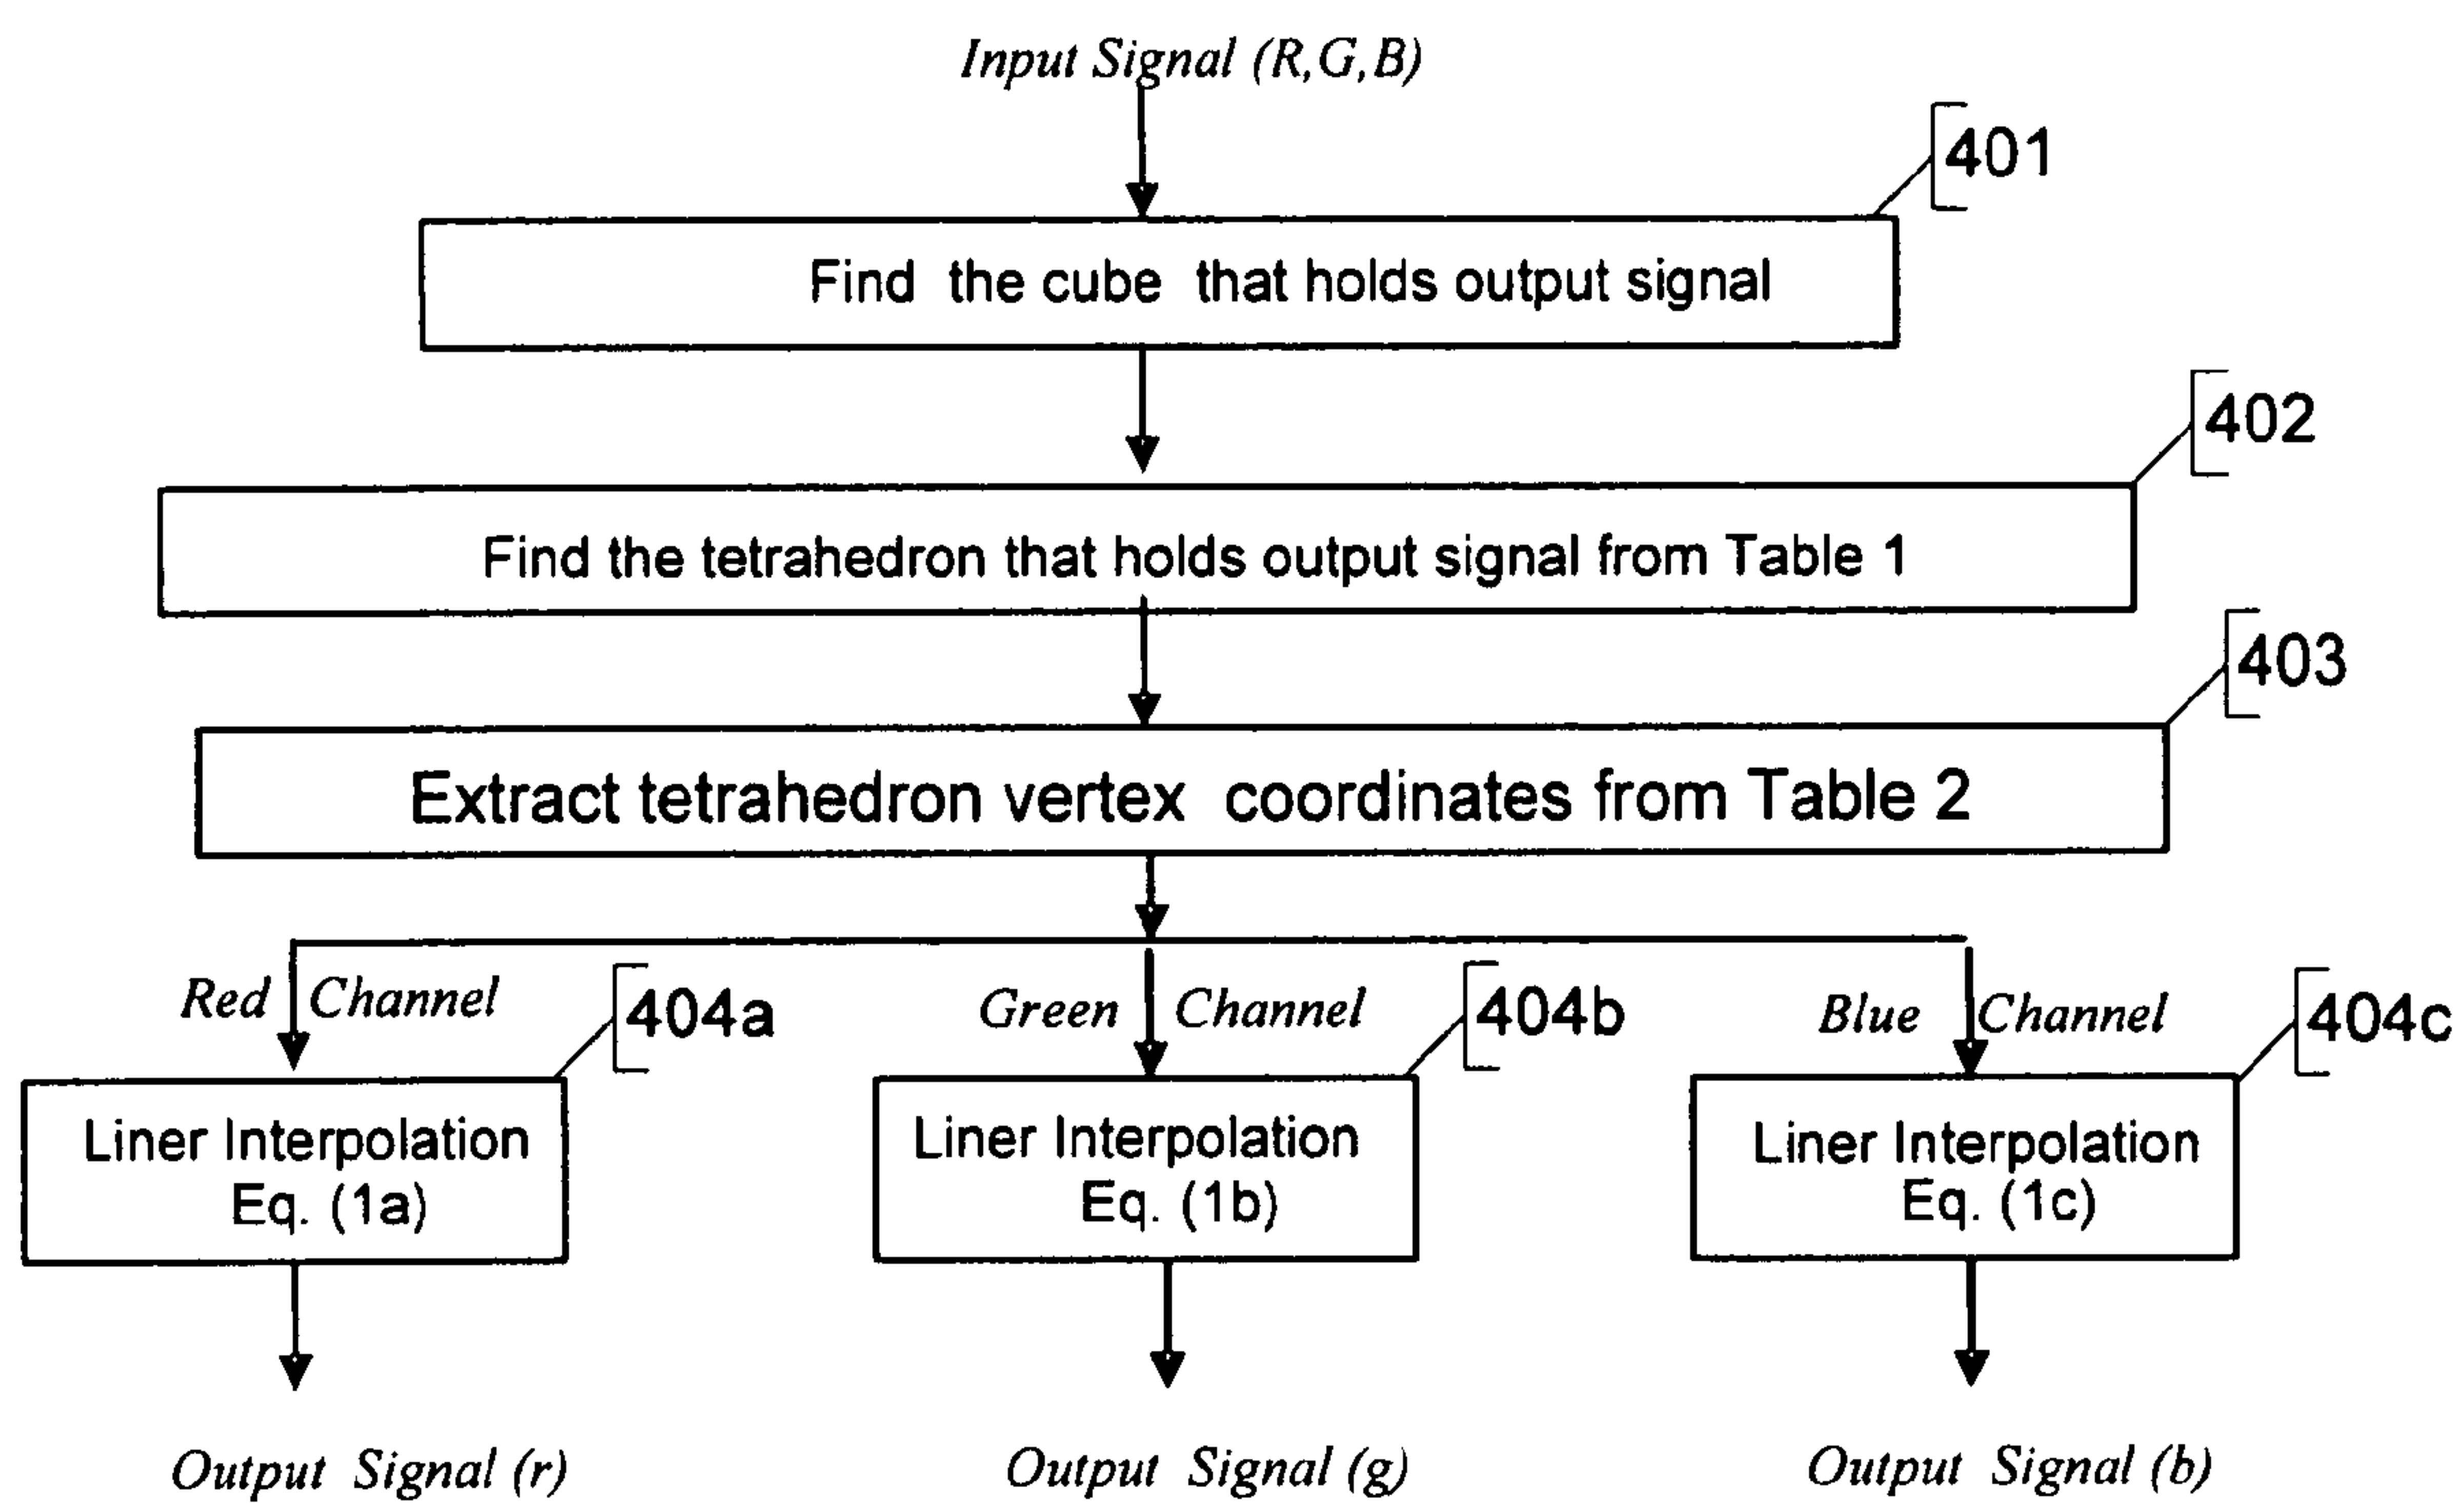 Input Signal (R,G,B)
401
Find the cube that holds output signal
402
Find the tetrahedron that holds output signal from Table 1
403
Extract tetrahedron vertex coordinates from Table 2
Red Channel
404a
Green Channel
404b
Blue Channel
404c
Liner Interpolation
Eq. (1a)
Liner Interpolation
Eq. (1b)
Liner Interpolation
Eq. (1c)
Output Signal (r)
Output Signal (g)
Output Signal (b)